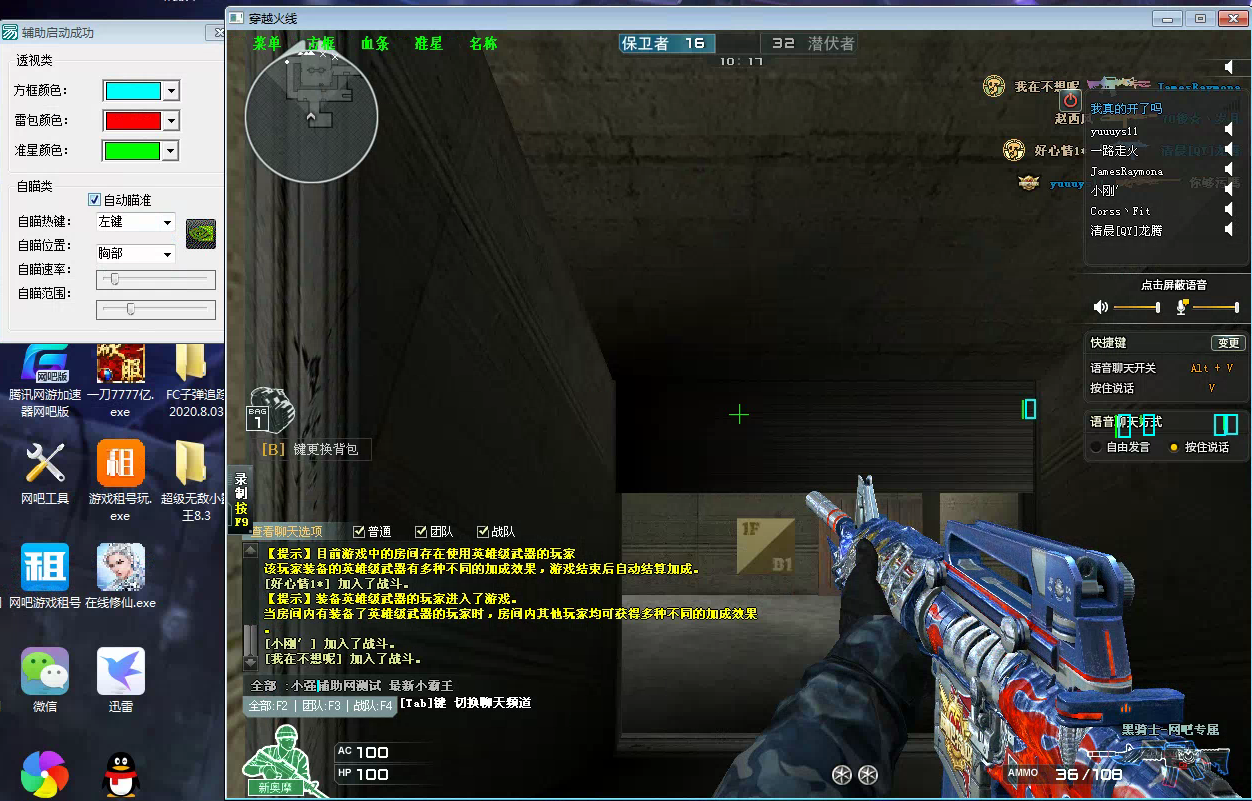 辅助启动成功
透视类
方框颜色:
雷包颜色:
准星颜色:
自瞄类
自动瞄准
自瞄热键:
左键
自瞄位置:
胸部
自瞄速率:
自瞄范围:
网吧版
腾讯网游加速
器网吧版
一刀7777亿.
exe
FC子弹追踪
2020.8.03
网吧工具
租
游戏租号玩.
exe
超级无敌小霸
王8.3
租
网吧游戏租号
在线修仙.exe
微信
迅雷
穿越火线
菜单 方框 血条 准星 名称
保卫者 16
32 潜伏者
10:17
我在不想呢
JamesRaymona
赵西
好心情1*
清晨[QY]龙腾
yuuuy
我真的开了吗
yuuuys11
一路走火
JamesRaymona
小刚′
Corss丶Fit
清晨[QY]龙腾
点击屏蔽语音
快捷键
变更
语音聊天开关
Alt + V
按住说话
V
语音聊天方式
自由发言
按住说话
BAG
1
[B] 键更换背包
录制按F9
查看聊天选项
普通
团队
战队
【提示】目前游戏中的房间存在使用英雄级武器的玩家
该玩家装备的英雄级武器有多种不同的加成效果，游戏结束后自动结算加成。
[好心情1*] 加入了战斗。
【提示】装备英雄级武器的玩家进入了游戏。
当房间内有装备了英雄级武器的玩家时，房间内其他玩家均可获得多种不同的加成效果
。
[小刚′] 加入了战斗。
[我在不想呢] 加入了战斗。
全部 :小强辅助网测试 最新小霸王
全部:F2 | 团队:F3 | 战队:F4
[Tab]键 切换聊天频道
1F
B1
新奥摩
AC 100
HP 100
黑骑士-网吧专属
AMMO 36/108